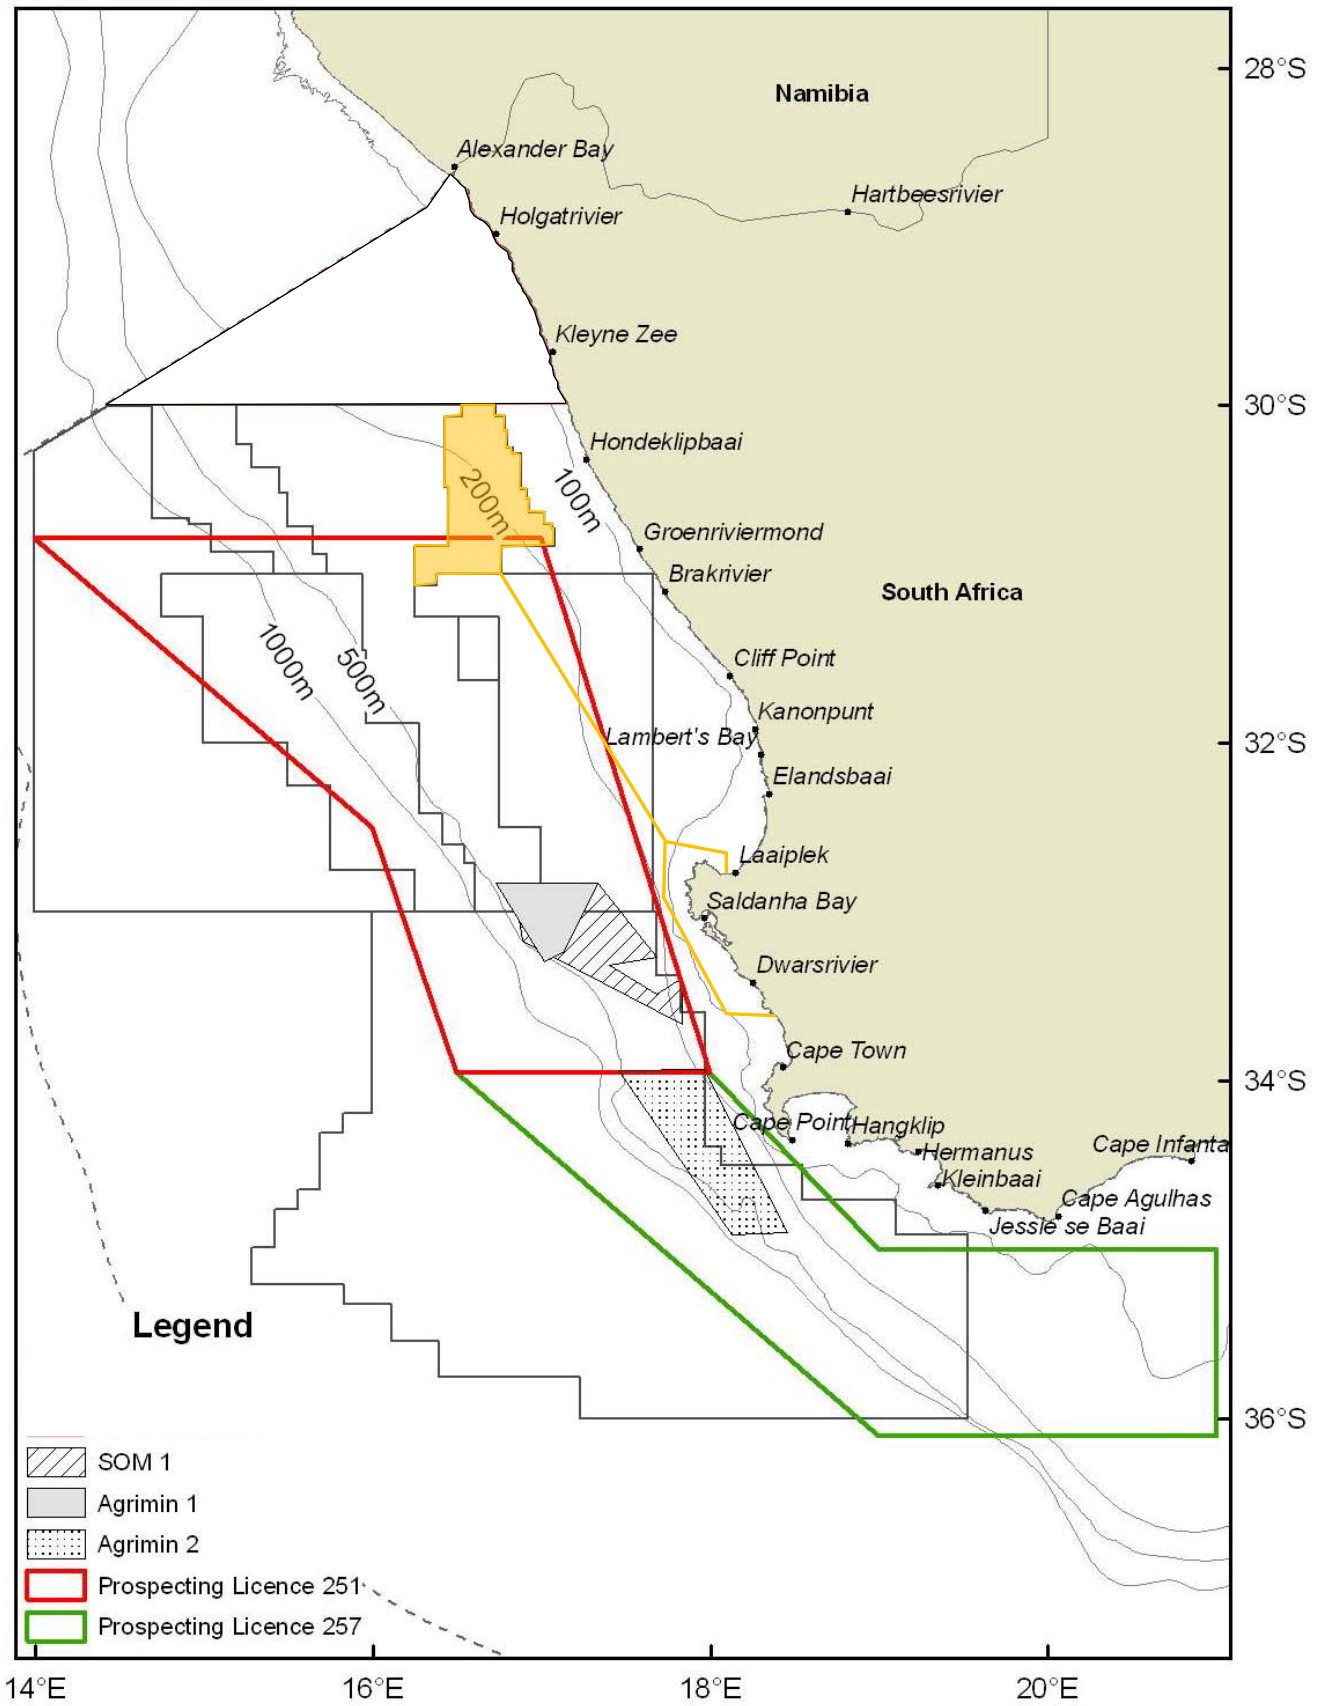 28°S
Namibia
Alexander Bay
Hartbeesrivier
Holgatrivier
Kleyne Zee
30°S
Hondeklipbaai
200m
100m
Groenriviermond
Brakrivier
South Africa
1000m
500m
Cliff Point
Kanonpunt
Lambert's Bay
32°S
Elandsbaai
Laaiplek
Saldanha Bay
Dwarsrivier
Cape Town
34°S
Cape Point
Hangklip
Cape Infanta
Hermanus
Kleinbaai
Cape Agulhas
Jessie se Baai
Legend
36°S
SOM 1
Agrimin 1
Agrimin 2
Prospecting Licence 251
Prospecting Licence 257
14°E
16°E
18°E
20°E